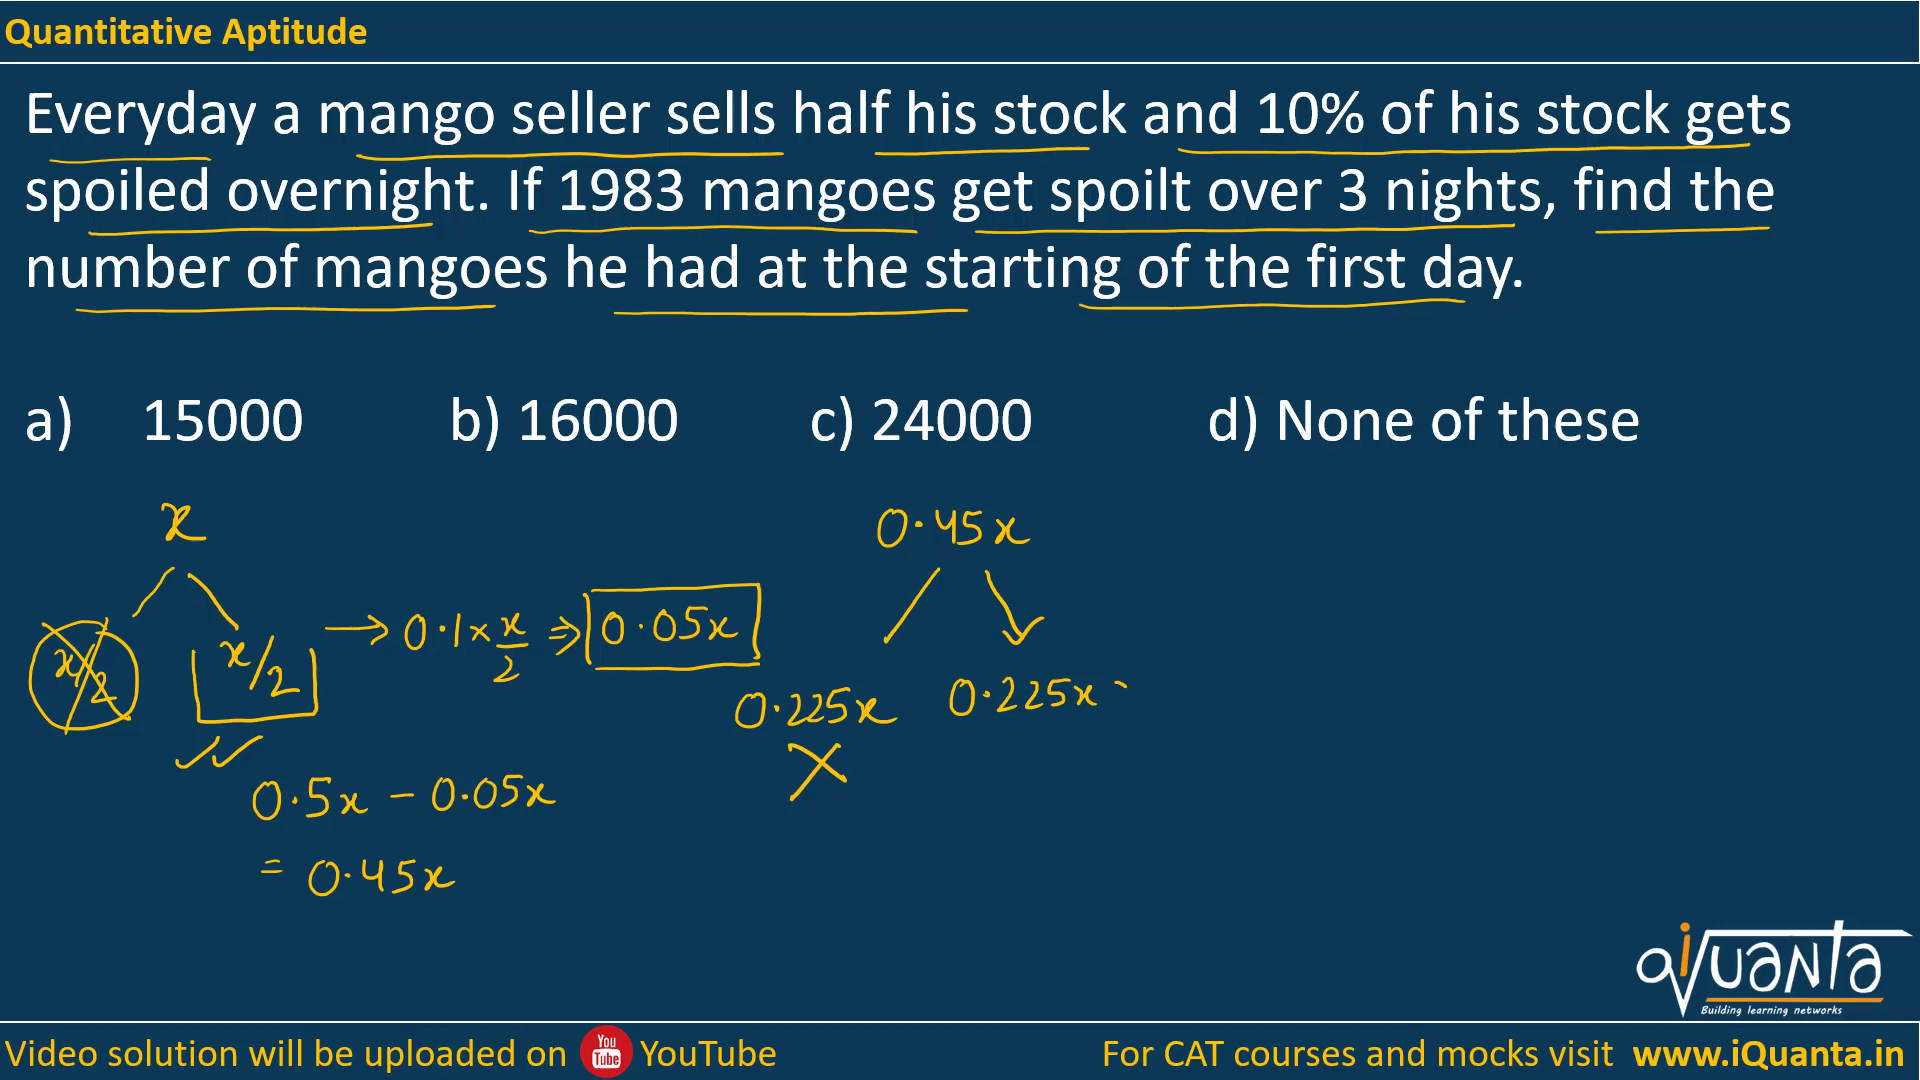 Quantitative Aptitude
Everyday a mango seller sells half his stock and 10% of his stock gets
spoiled overnight. If 1983 mangoes get spoilt over 3 nights, find the
number of mangoes he had at the starting of the first day.
a) 15000 b) 16000 c) 24000 d) None of these
x
x/2 x/2 → 0.1 × x/2 ⇒ 0.05x
0.5x - 0.05x
= 0.45x
0.45x
0.225x 0.225x
iQuanta
Building learning networks
Video solution will be uploaded on You Tube YouTube
For CAT courses and mocks visit www.iQuanta.in